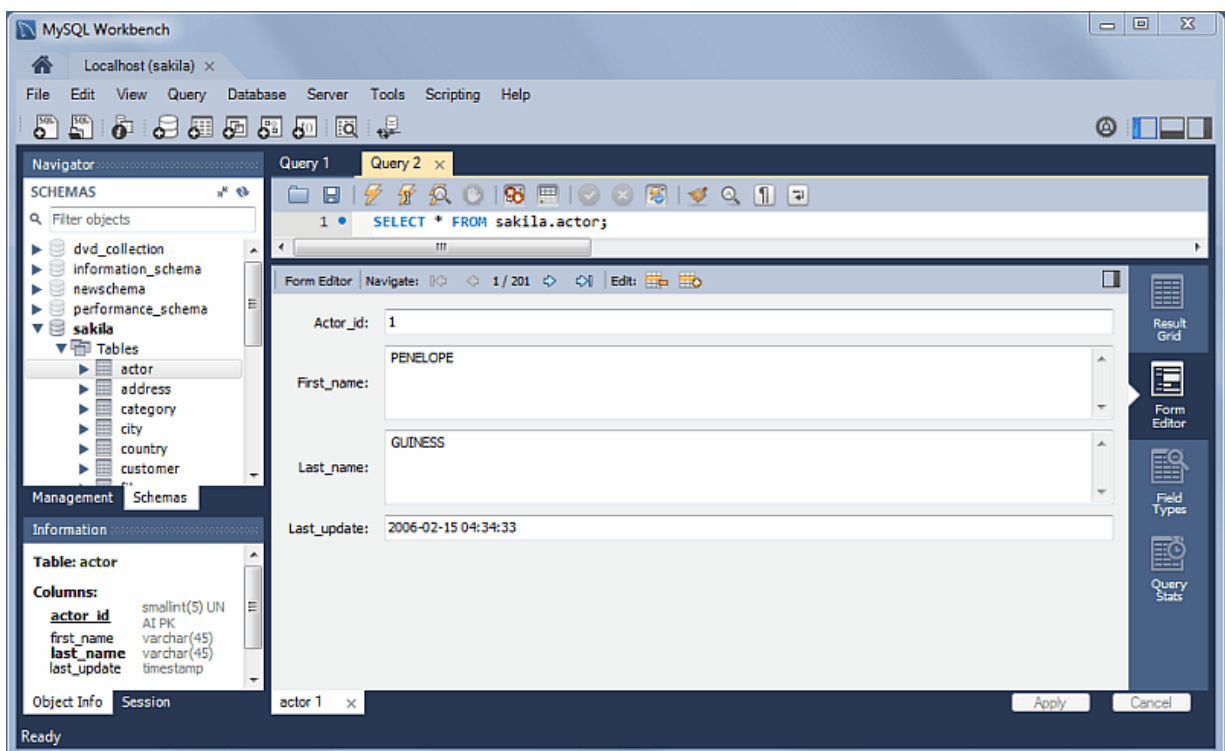 MySQL Workbench
Localhost (sakila)
File Edit View Query Database Server Tools Scripting Help
Navigator
SCHEMAS
Filter objects
dvd_collection
information_schema
newschema
performance_schema
sakila
Tables
actor
address
category
city
country
customer
Management Schemas
Information
Table: actor
Columns:
actor_id smallint(5) UN AI PK
first_name varchar(45)
last_name varchar(45)
last_update timestamp
Object Info Session
Query 1 Query 2
1 SELECT * FROM sakila.actor;
Form Editor Navigate: 1 / 201 Edit:
Actor_id: 1
First_name: PENELOPE
Last_name: GUINESS
Last_update: 2006-02-15 04:34:33
Result Grid
Form Editor
Field Types
Query Stats
actor 1
Apply Cancel
Ready